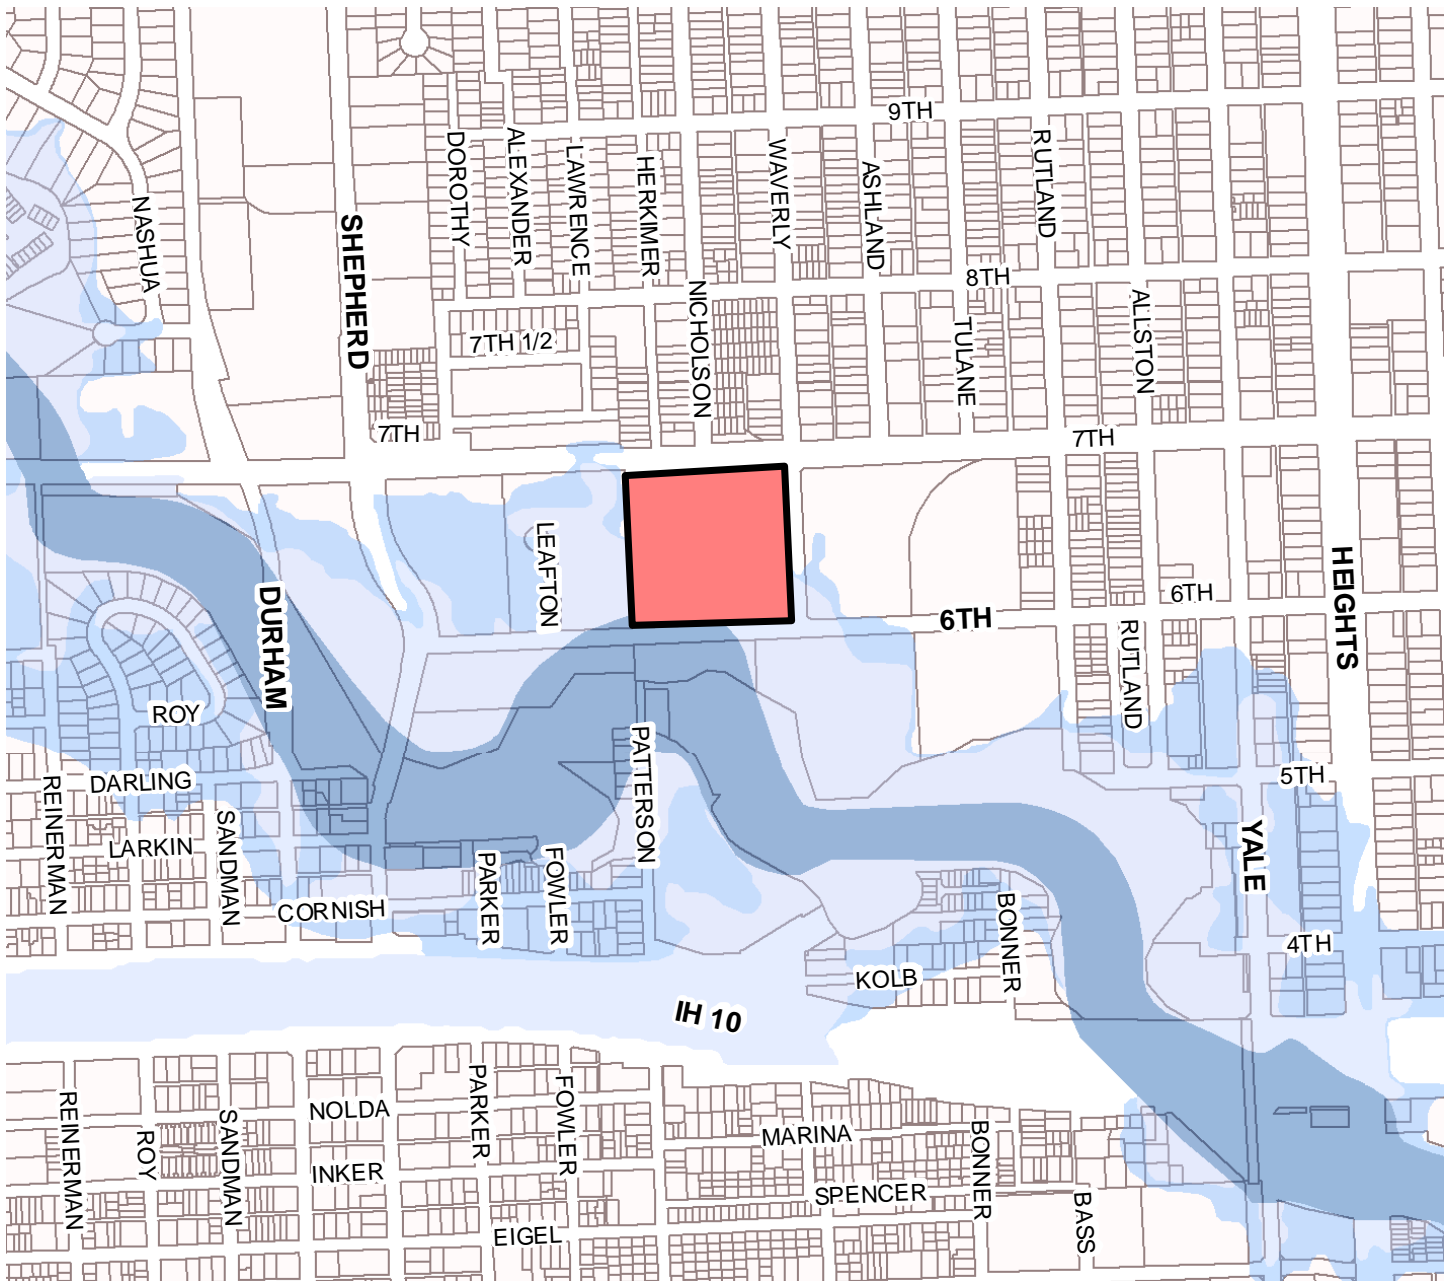 9TH
DOROTHY
ALEXANDER
LAWRENCE
HERKIMER
WAVERLY
ASHLAND
RUTLAND
NASHUA
SHEPHERD
8TH
NICHOLSON
7TH 1/2
TULANE
ALLSTON
7TH
7TH
LEAFTON
HEIGHTS
DURHAM
6TH
6TH
RUTLAND
ROY
PATTERSON
DARLING
5TH
REINERMAN
LARKIN
SANDMAN
YALE
PARKER
FOWLER
CORNISH
BONNER
4TH
KOLB
IH 10
REINERMAN
ROY
SANDMAN
NOLDA
PARKER
FOWLER
MARINA
BONNER
INKER
SPENCER
BASS
EIGEL